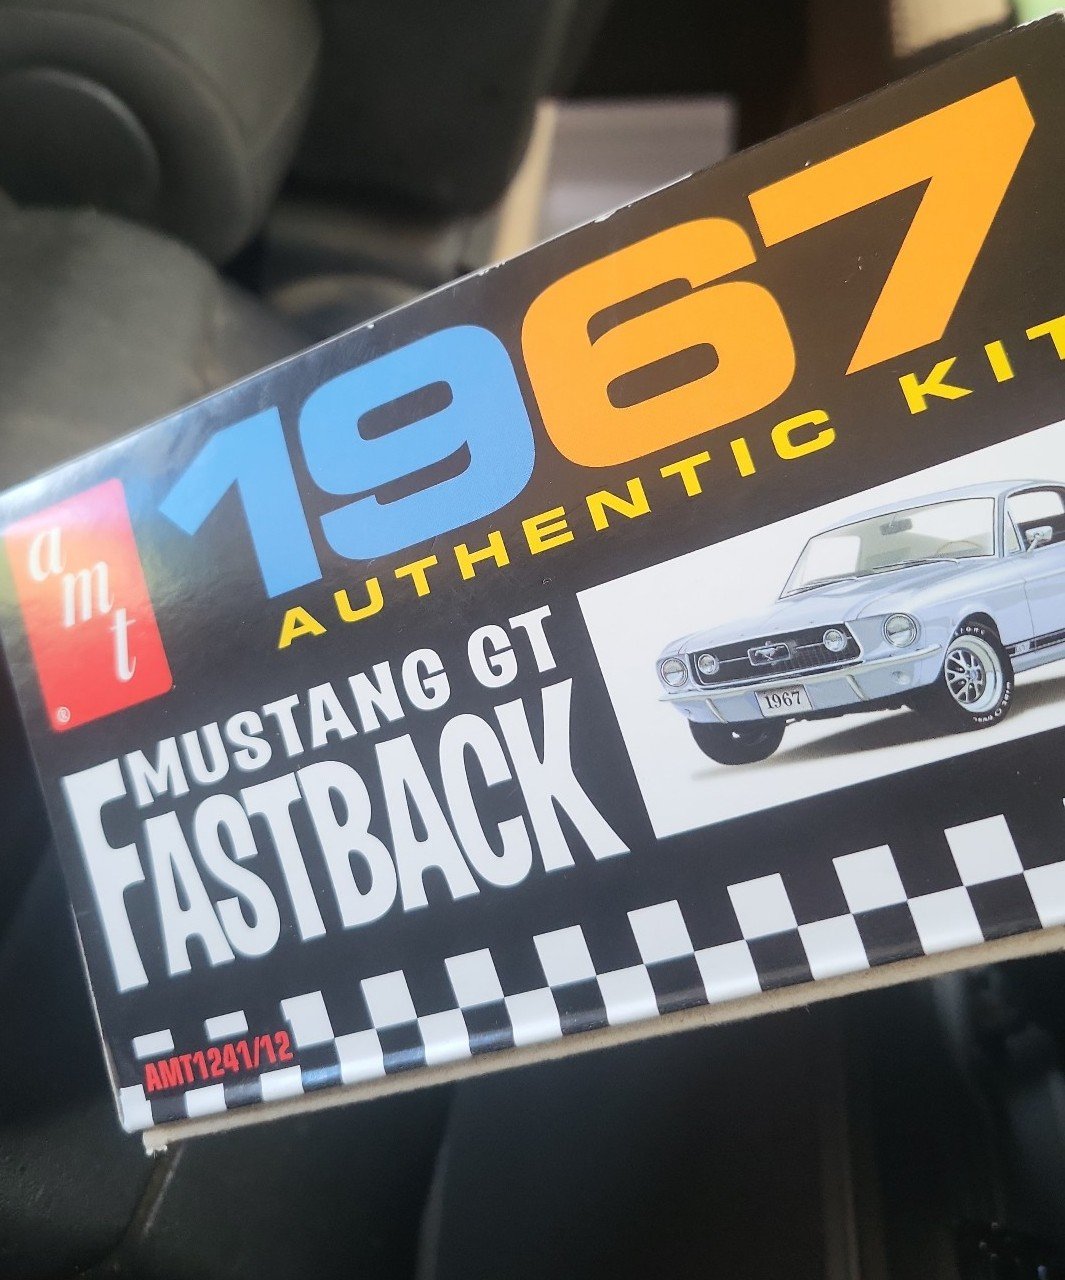 1967
AUTHENTIC KIT
amt
®
MUSTANG GT
FASTBACK
1967
AMT1241/12